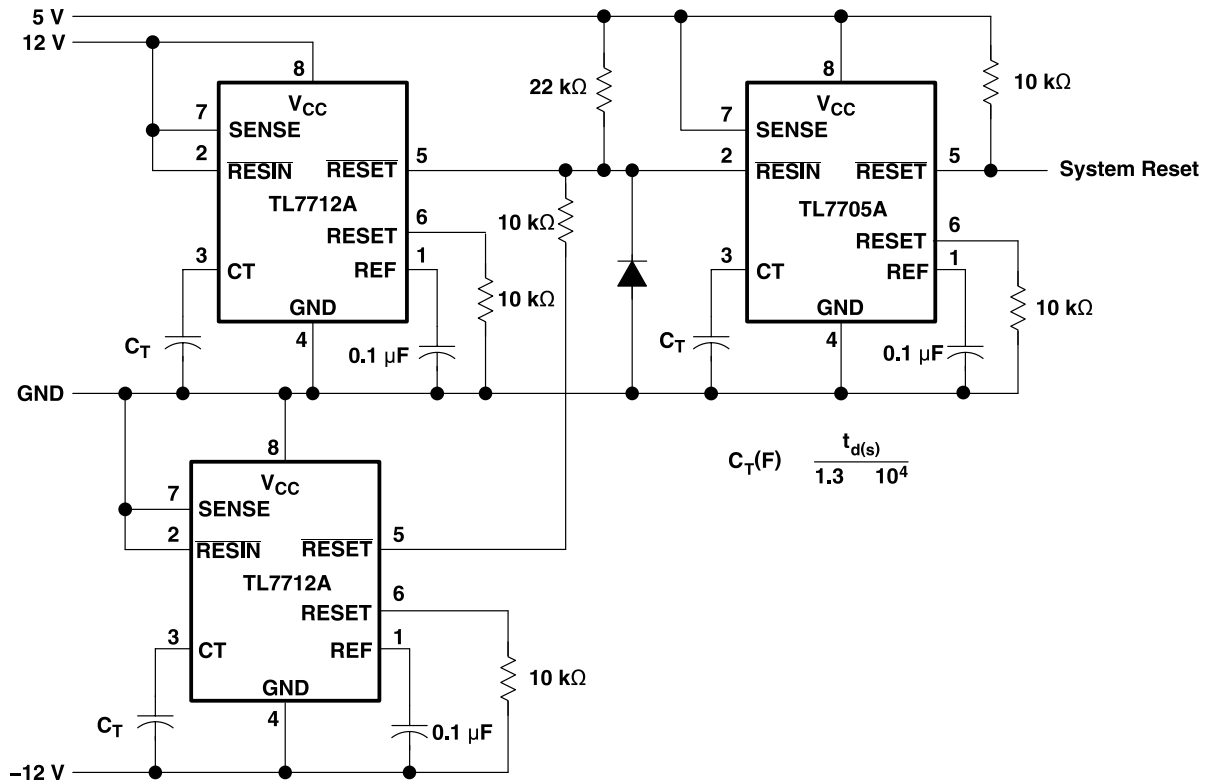 5 V
12 V
8
VCC
7
SENSE
2
RESIN
RESET
5
TL7712A
RESET
6
3
CT
REF
1
GND
4
CT
0.1 µF
10 kΩ
10 kΩ
22 kΩ
8
VCC
7
SENSE
2
RESIN
RESET
5
TL7705A
RESET
6
3
CT
REF
1
GND
4
CT
0.1 µF
10 kΩ
10 kΩ
System Reset
GND
CT(F) td(s)
1.3 10⁴
8
VCC
7
SENSE
2
RESIN
RESET
5
TL7712A
RESET
6
3
CT
REF
1
GND
4
CT
0.1 µF
10 kΩ
–12 V